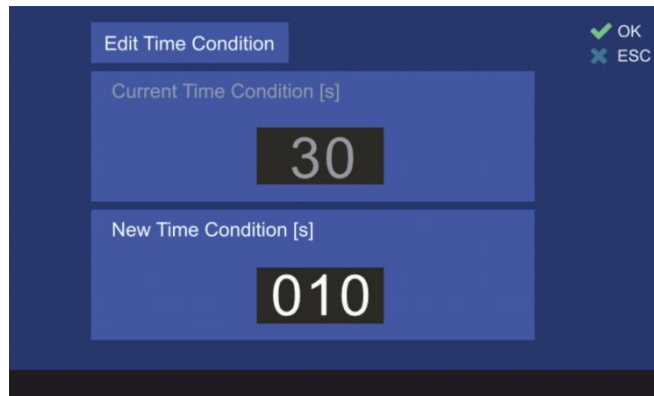 Edit Time Condition
OK
ESC
Current Time Condition [s]
30
New Time Condition [s]
010